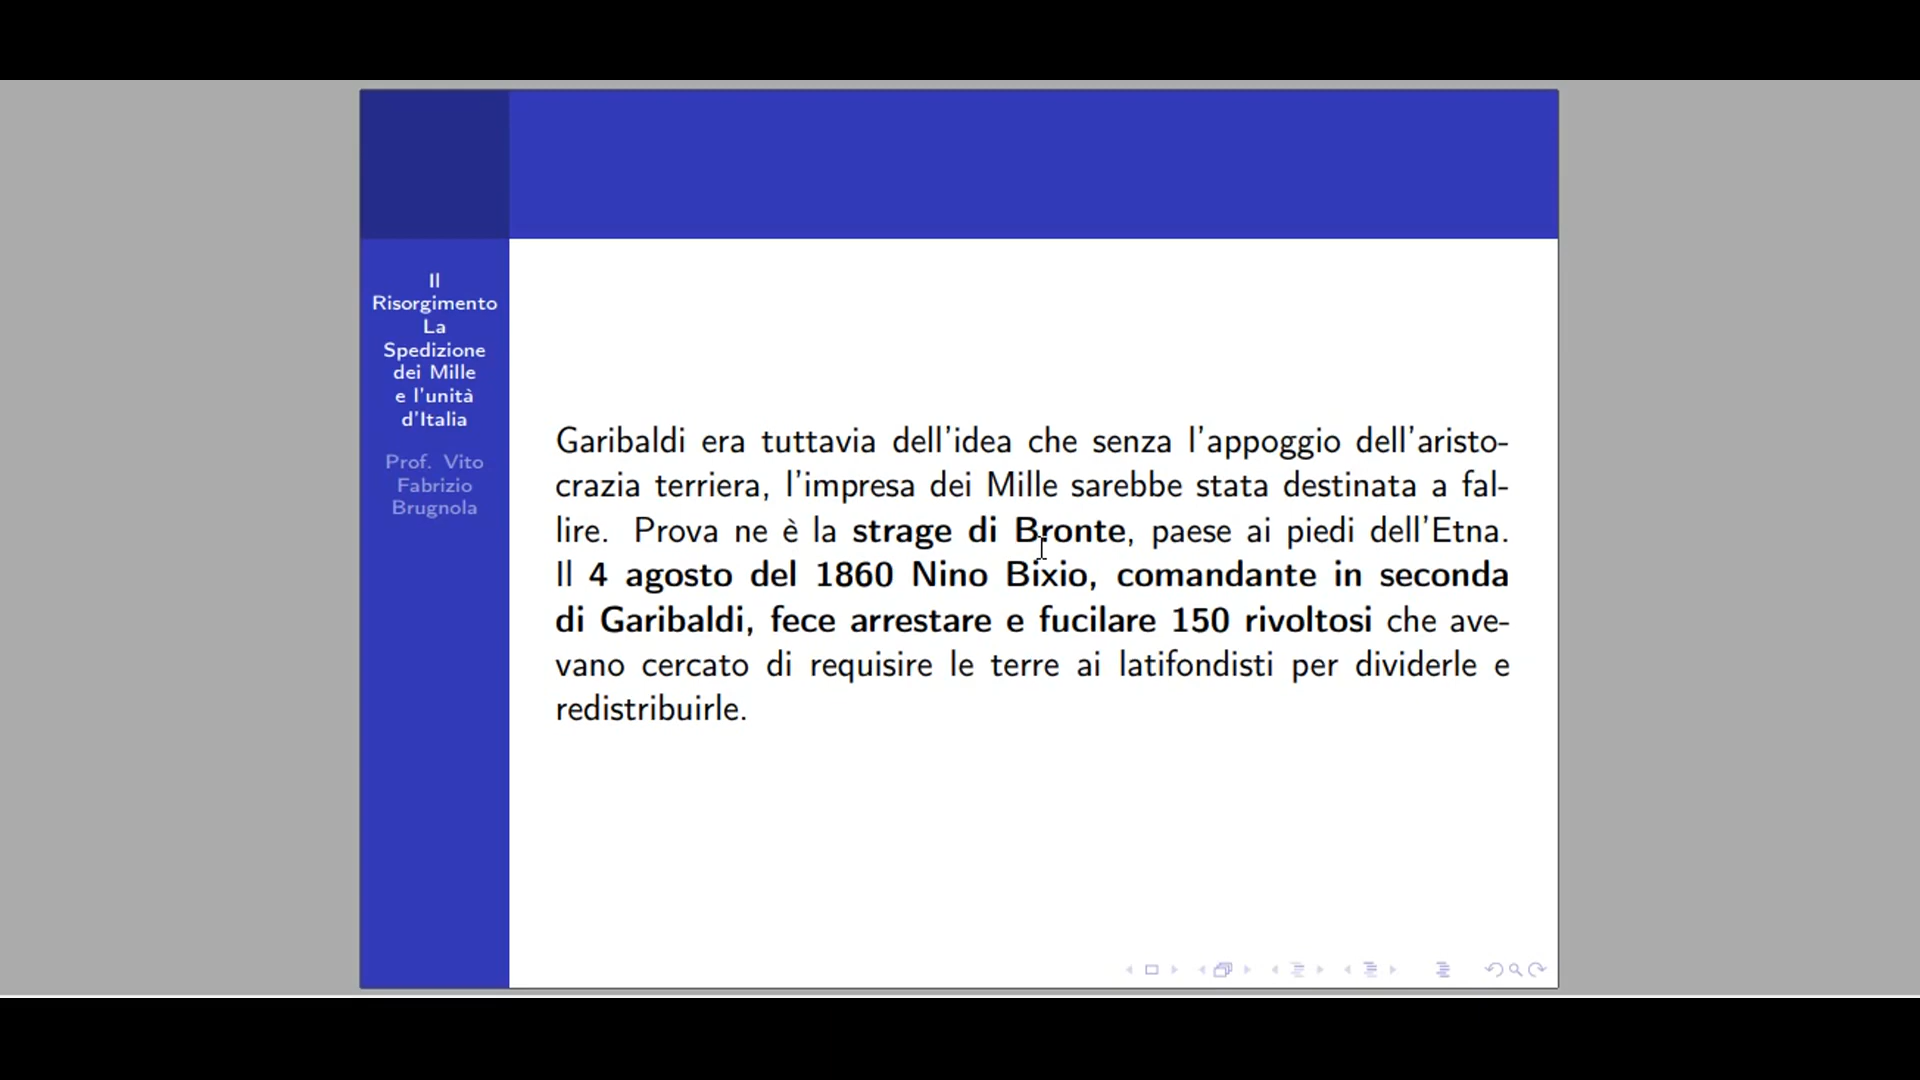 Il
Risorgimento
La
Spedizione
dei Mille
e l'unità
d'Italia
Prof. Vito
Fabrizio
Brugnola
Garibaldi era tuttavia dell'idea che senza l'appoggio dell'aristo-
crazia terriera, l'impresa dei Mille sarebbe stata destinata a fal-
lire. Prova ne è la strage di Bronte, paese ai piedi dell'Etna.
Il 4 agosto del 1860 Nino Bixio, comandante in seconda
di Garibaldi, fece arrestare e fucilare 150 rivoltosi che ave-
vano cercato di requisire le terre ai latifondisti per dividerle e
redistribuirle.